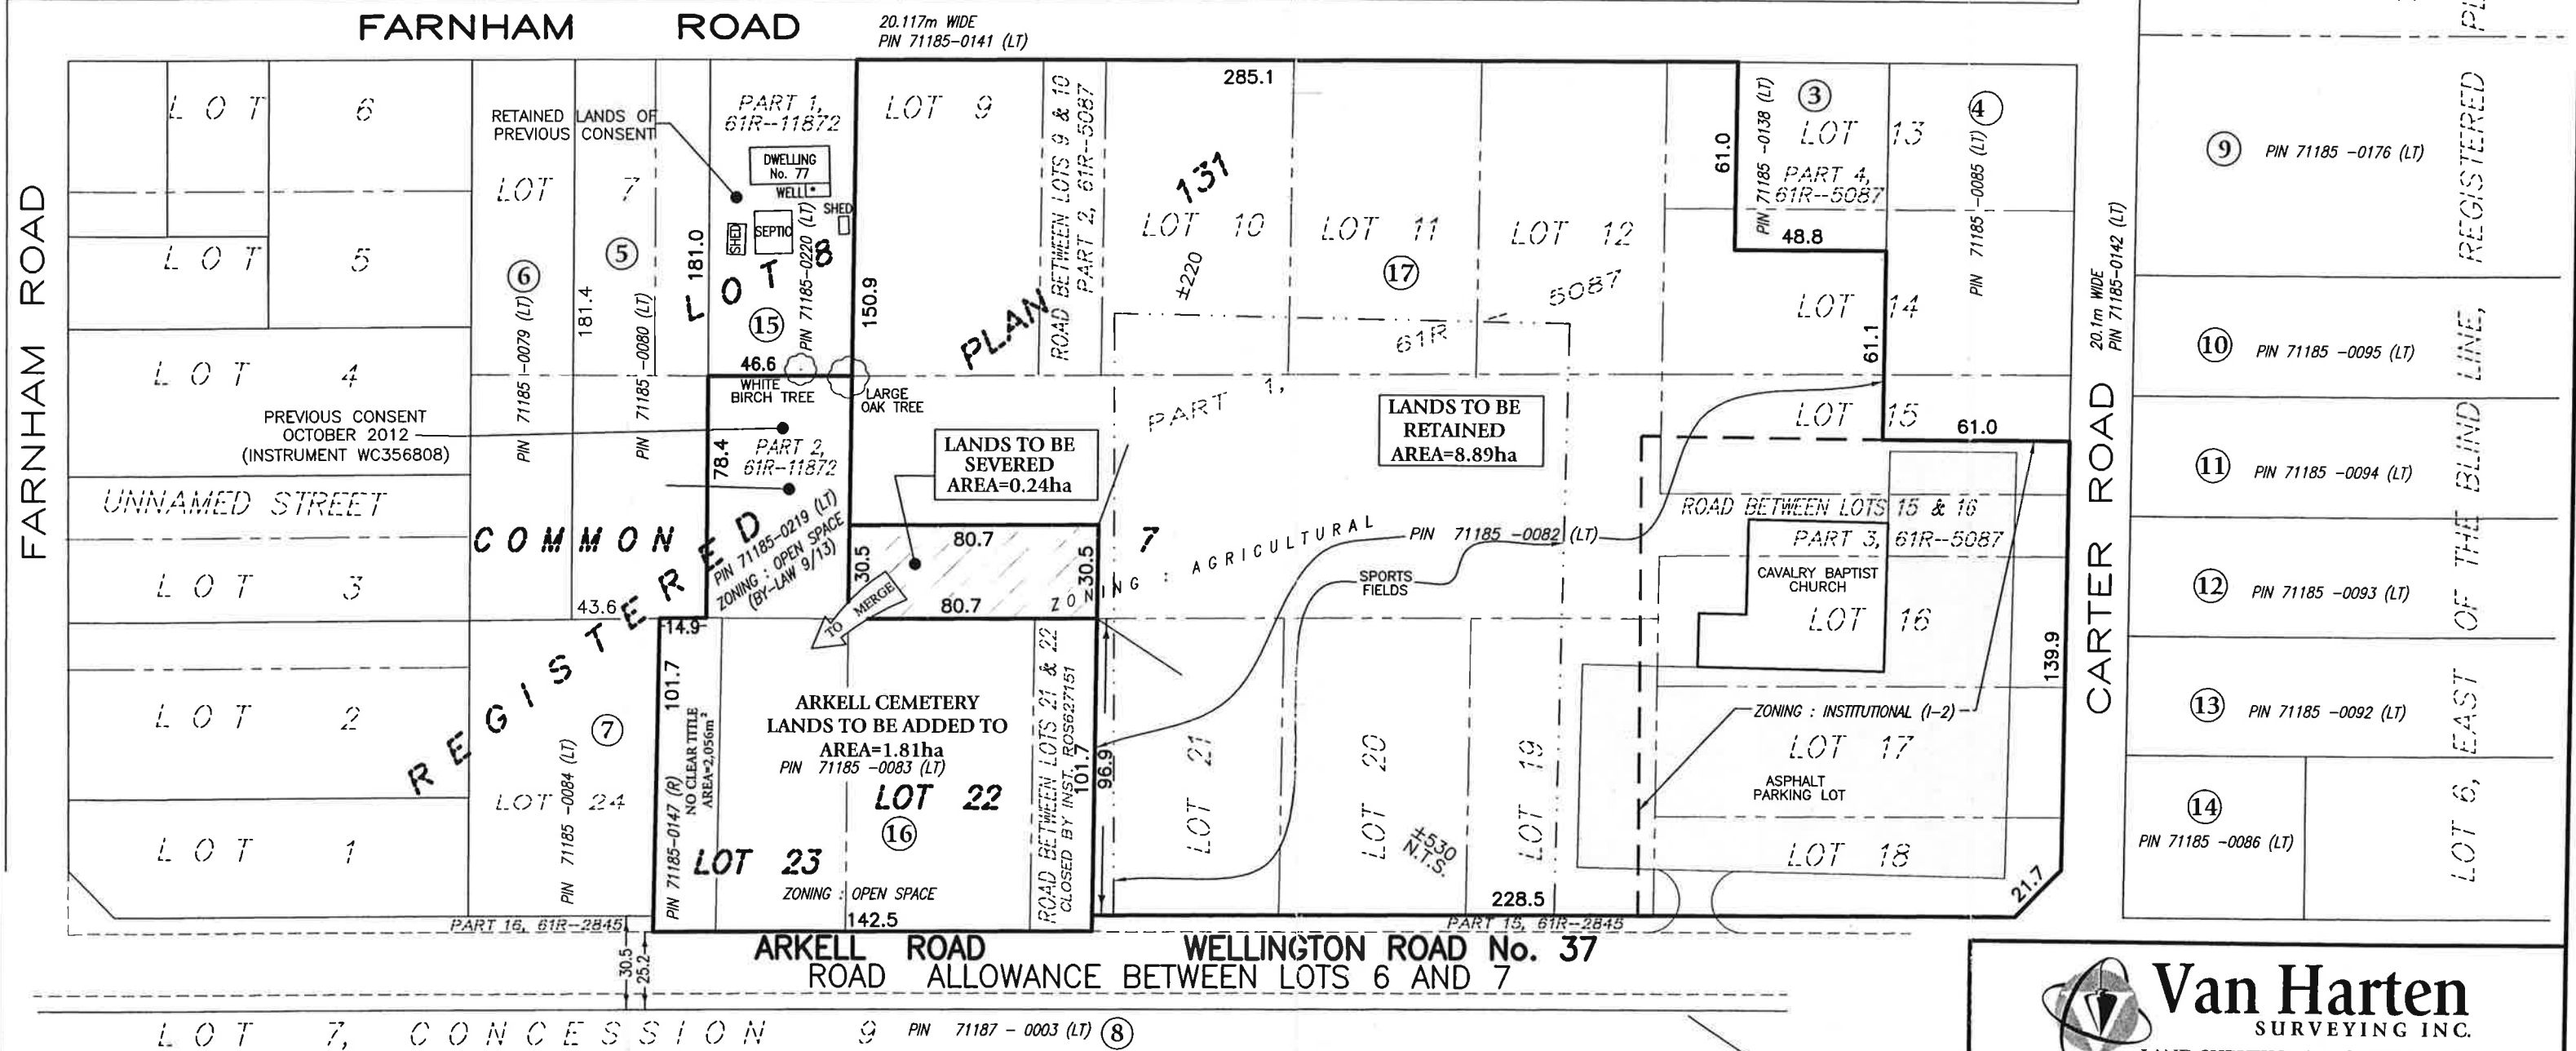 FARNHAM ROAD
20.117m WIDE
PIN 71185-0141 (LT)
FARNHAM ROAD
LOT 6
LOT 5
LOT 4
PREVIOUS CONSENT
OCTOBER 2012
(INSTRUMENT WC356808)
UNNAMED STREET
LOT 3
LOT 2
LOT 1
RETAINED LANDS OF
PREVIOUS CONSENT
LOT 7
6
5
PIN 71185-0079 (LT)
181.4
PIN 71185-0080 (LT)
COMMON
43.6
REGISTERED
PLAN
131
7
PIN 71185-0084 (LT)
LOT 24
PART 1,
61R--11872
DWELLING
No. 77
WELL
SHED
SHED
SEPTIC
181.0
LOT 8
15
PIN 71185-0220 (LT)
46.6
WHITE
BIRCH TREE
LARGE
OAK TREE
150.9
78.4
PART 2,
61R--11872
PIN 71185-0219 (LT)
ZONING : OPEN SPACE
(BY-LAW 9/13)
LOT 9
ROAD BETWEEN LOTS 9 & 10
PART 2, 61R--5087
285.1
LOT 10
±220
LOT 11
17
LOT 12
61R 5087
PART 1,
7
61.0
PIN 71185-0138 (LT)
3
LOT 13
PART 4,
61R--5087
48.8
4
PIN 71185-0085 (LT)
LOT 14
61.1
LOT 15
61.0
LANDS TO BE
SEVERED
AREA=0.24ha
LANDS TO BE
RETAINED
AREA=8.89ha
80.7
30.5
30.5
80.7
TO MERGE
ZONING : AGRICULTURAL
PIN 71185-0082 (LT)
SPORTS
FIELDS
ROAD BETWEEN LOTS 15 & 16
PART 3, 61R--5087
CAVALRY BAPTIST
CHURCH
LOT 16
139.9
14.9
101.7
PIN 71185-0147 (R)
NO CLEAR TITLE
AREA=2,056m²
ARKELL CEMETERY
LANDS TO BE ADDED TO
AREA=1.81ha
PIN 71185-0083 (LT)
LOT 22
16
LOT 23
ZONING : OPEN SPACE
142.5
ROAD BETWEEN LOTS 21 & 22
CLOSED BY INST. ROS627151
101.7
96.9
LOT 21
LOT 20
LOT 19
±530
N.T.S.
228.5
ZONING : INSTITUTIONAL (I-2)
LOT 17
ASPHALT
PARKING LOT
LOT 18
21.7
CARTER ROAD
20.1m WIDE
PIN 71185-0142 (LT)
9 PIN 71185-0176 (LT)
10 PIN 71185-0095 (LT)
11 PIN 71185-0094 (LT)
12 PIN 71185-0093 (LT)
13 PIN 71185-0092 (LT)
14
PIN 71185-0086 (LT)
LOT 6, EAST OF THE BLIND LINE, REGISTERED
PART 16, 61R--2845
PART 15, 61R--2845
30.5
25.2
ARKELL ROAD WELLINGTON ROAD No. 37
ROAD ALLOWANCE BETWEEN LOTS 6 AND 7
LOT 7, CONCESSION 9 PIN 71187 - 0003 (LT) 8
Van Harten
SURVEYING INC.